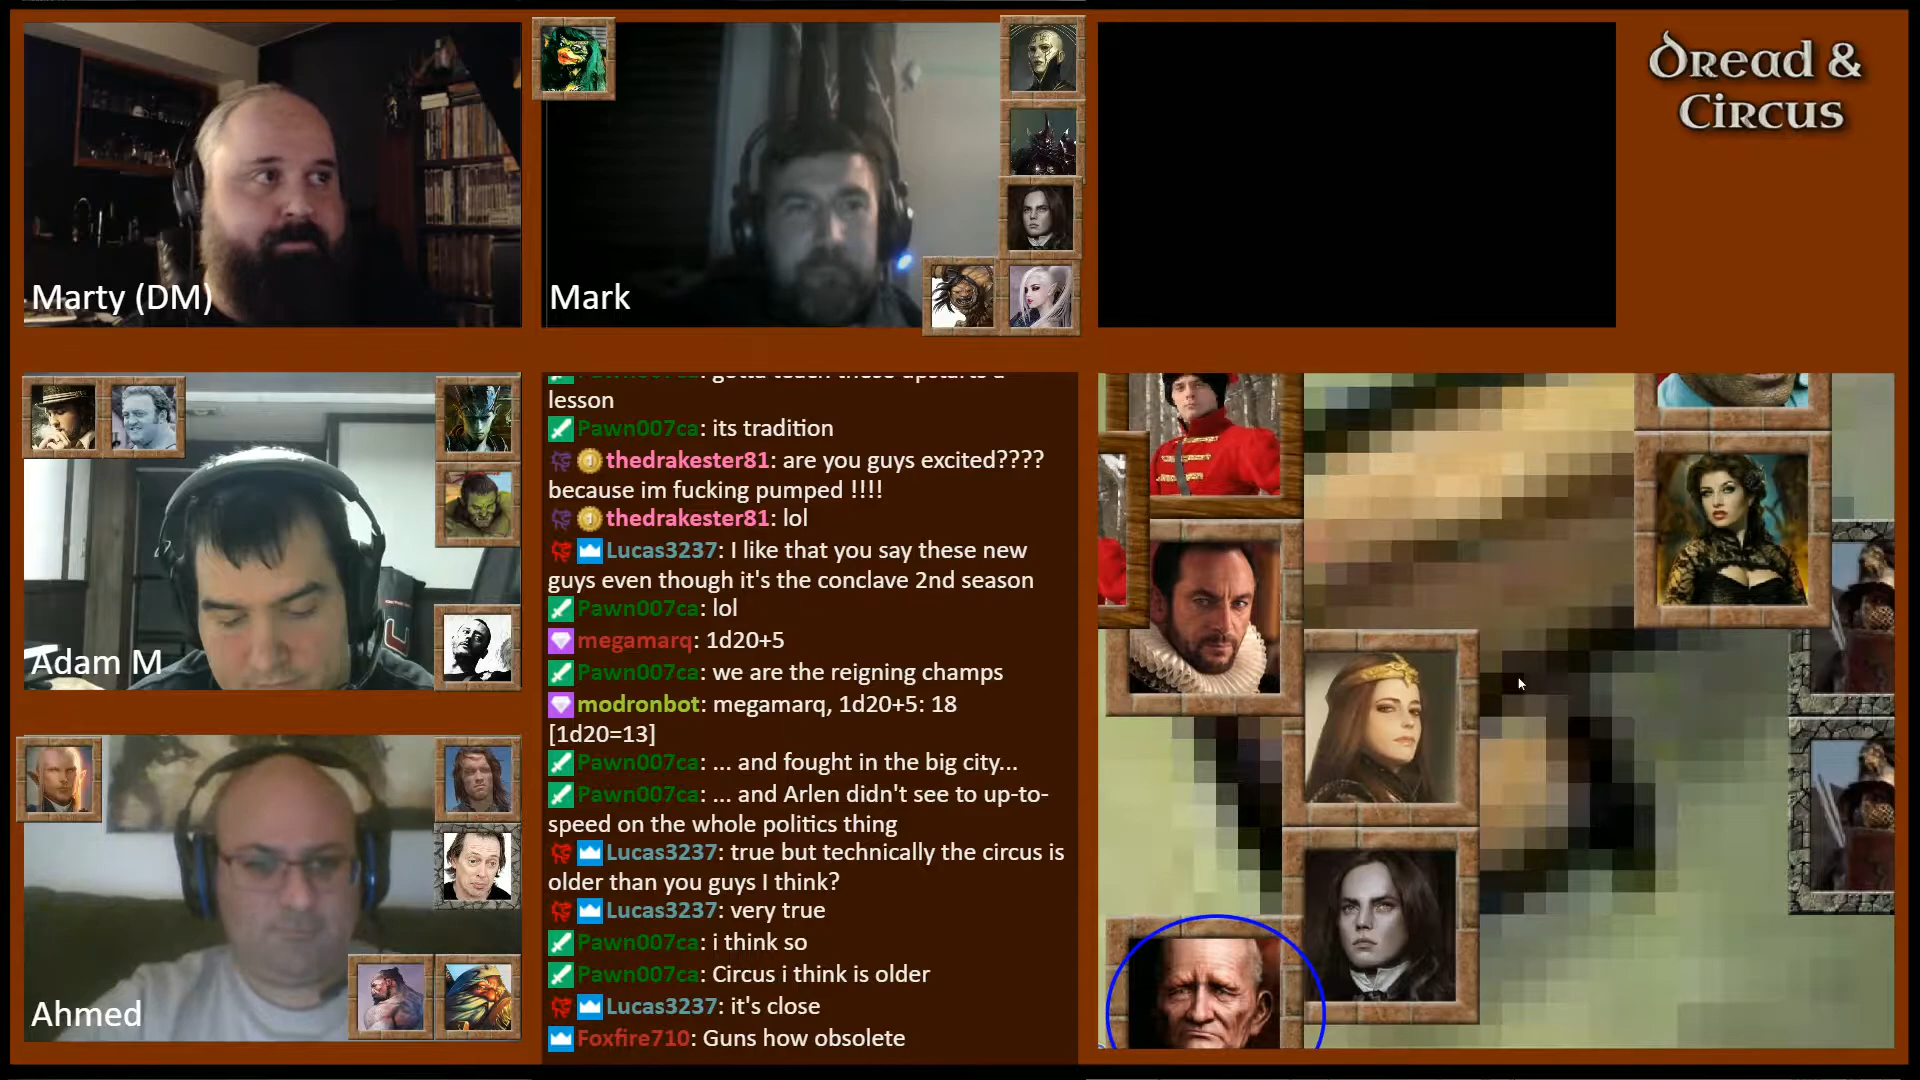 Dread &
Circus
Marty (DM)
Mark
Adam M
Ahmed
lesson
Pawn007ca: its tradition
thedrakester81: are you guys excited????
because im fucking pumped !!!!
thedrakester81: lol
Lucas3237: I like that you say these new
guys even though it's the conclave 2nd season
Pawn007ca: lol
megamarq: 1d20+5
Pawn007ca: we are the reigning champs
modronbot: megamarq, 1d20+5: 18
[1d20=13]
Pawn007ca: ... and fought in the big city...
Pawn007ca: ... and Arlen didn't see to up-to-
speed on the whole politics thing
Lucas3237: true but technically the circus is
older than you guys I think?
Lucas3237: very true
Pawn007ca: i think so
Pawn007ca: Circus i think is older
Lucas3237: it's close
Foxfire710: Guns how obsolete